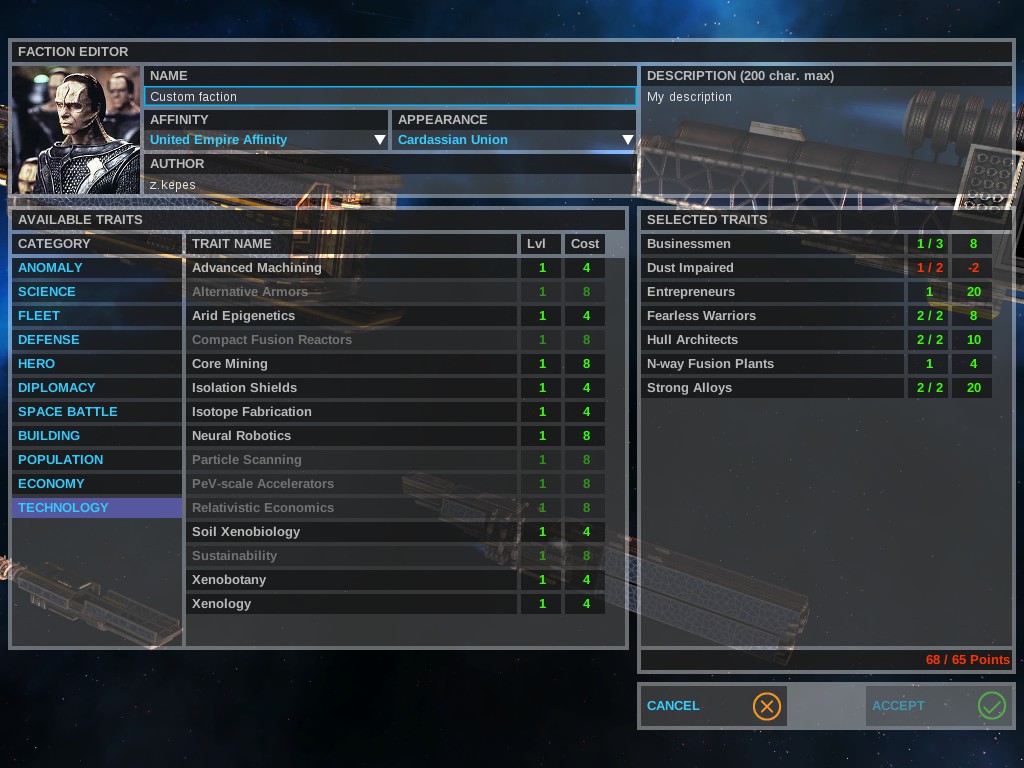 FACTION EDITOR
NAME
Custom faction
AFFINITY APPEARANCE
United Empire Affinity Cardassian Union
AUTHOR
z.kepes
DESCRIPTION (200 char. max)
My description
AVAILABLE TRAITS
CATEGORY TRAIT NAME Lvl Cost
ANOMALY Advanced Machining 1 4
SCIENCE Alternative Armors 1 8
FLEET Arid Epigenetics 1 4
DEFENSE Compact Fusion Reactors 1 8
HERO Core Mining 1 8
DIPLOMACY Isolation Shields 1 4
SPACE BATTLE Isotope Fabrication 1 4
BUILDING Neural Robotics 1 8
POPULATION Particle Scanning 1 8
ECONOMY PeV-scale Accelerators 1 8
TECHNOLOGY Relativistic Economics 1 8
Soil Xenobiology 1 4
Sustainability 1 8
Xenobotany 1 4
Xenology 1 4
SELECTED TRAITS
Businessmen 1 / 3 8
Dust Impaired 1 / 2 -2
Entrepreneurs 1 20
Fearless Warriors 2 / 2 8
Hull Architects 2 / 2 10
N-way Fusion Plants 1 4
Strong Alloys 2 / 2 20
68 / 65 Points
CANCEL ACCEPT